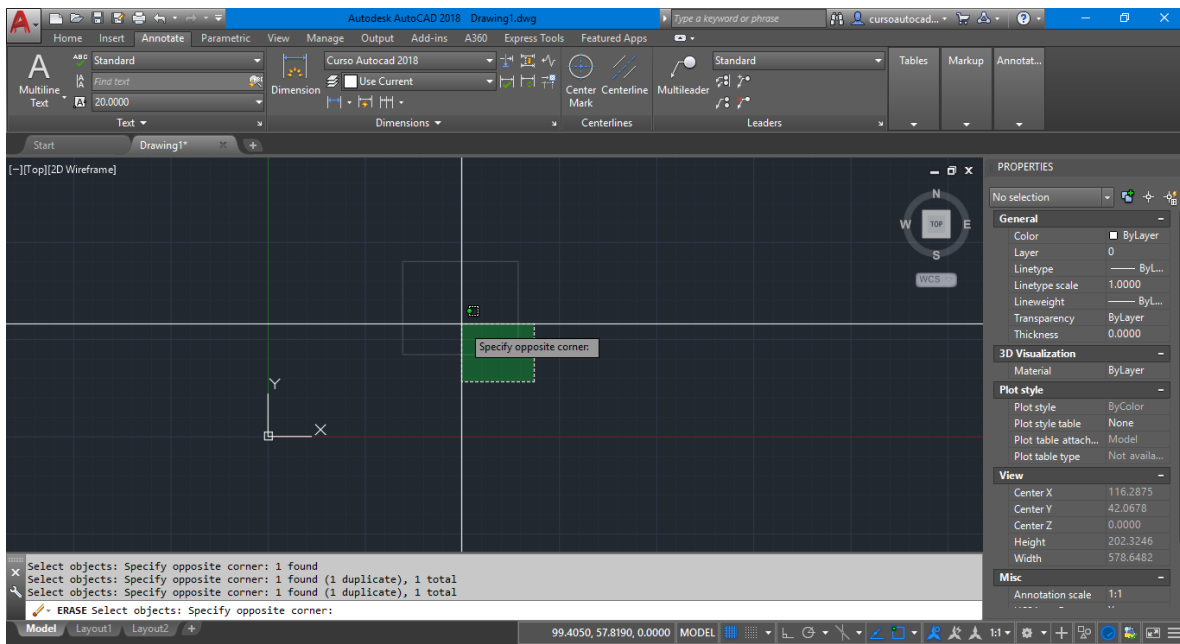 A
Autodesk AutoCAD 2018 Drawing1.dwg
Type a keyword or phrase
cursoautocad...
Home Insert Annotate Parametric View Manage Output Add-ins A360 Express Tools Featured Apps
A
Multiline
Text
ABC Standard
Find text
20.0000
Text
Dimension
Curso Autocad 2018
Use Current
Dimensions
Center
Mark
Centerline
Centerlines
Multileader
Standard
Leaders
Tables
Markup
Annotat...
Start
Drawing1*
[−][Top][2D Wireframe]
N
W TOP E
S
WCS
Specify opposite corner:
Y
X
PROPERTIES
No selection
General
Color ByLayer
Layer 0
Linetype ByL...
Linetype scale 1.0000
Lineweight ByL...
Transparency ByLayer
Thickness 0.0000
3D Visualization
Material ByLayer
Plot style
Plot style ByColor
Plot style table None
Plot table attach... Model
Plot table type Not availa...
View
Center X 116.2875
Center Y 42.0678
Center Z 0.0000
Height 202.3246
Width 578.6482
Misc
Annotation scale 1:1
Select objects: Specify opposite corner: 1 found
Select objects: Specify opposite corner: 1 found (1 duplicate), 1 total
Select objects: Specify opposite corner: 1 found (1 duplicate), 1 total
ERASE Select objects: Specify opposite corner:
Model Layout1 Layout2 +
99.4050, 57.8190, 0.0000 MODEL
1:1